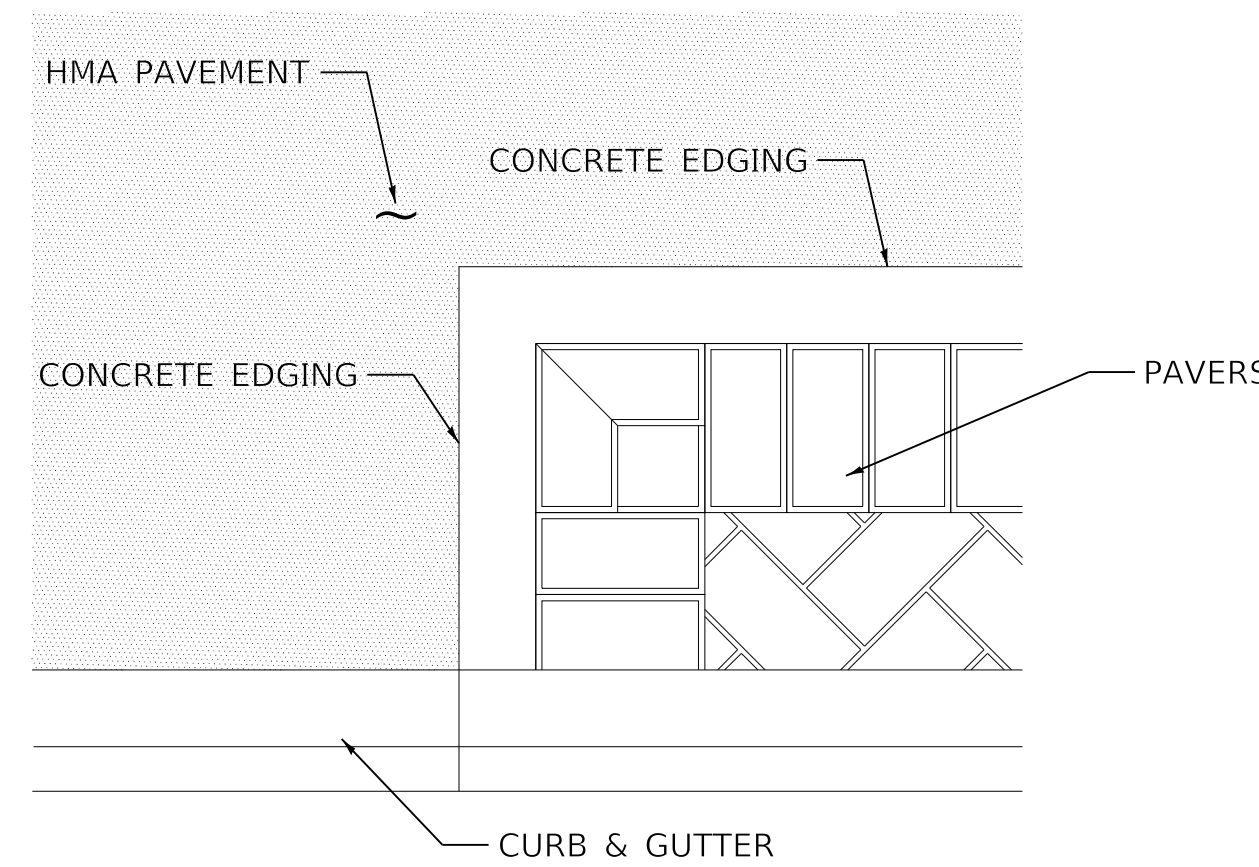 HMA PAVEMENT
CONCRETE EDGING
CONCRETE EDGING
PAVERS
CURB & GUTTER